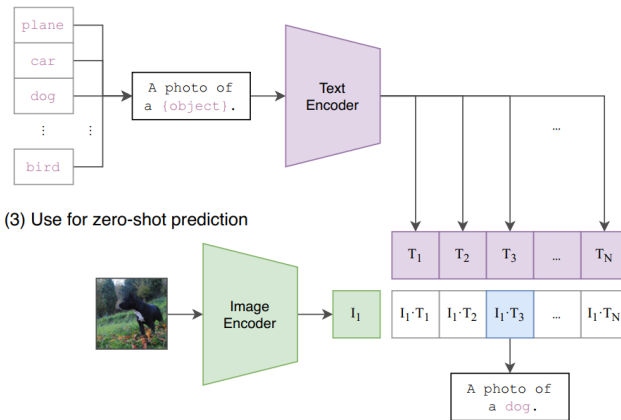 plane
car
dog
⋮ ⋮
bird
A photo of
a {object}.
Text
Encoder
...
(3) Use for zero-shot prediction
Image
Encoder
T1 T2 T3 ... TN
I1 I1·T1 I1·T2 I1·T3 ... I1·TN
A photo of
a dog.